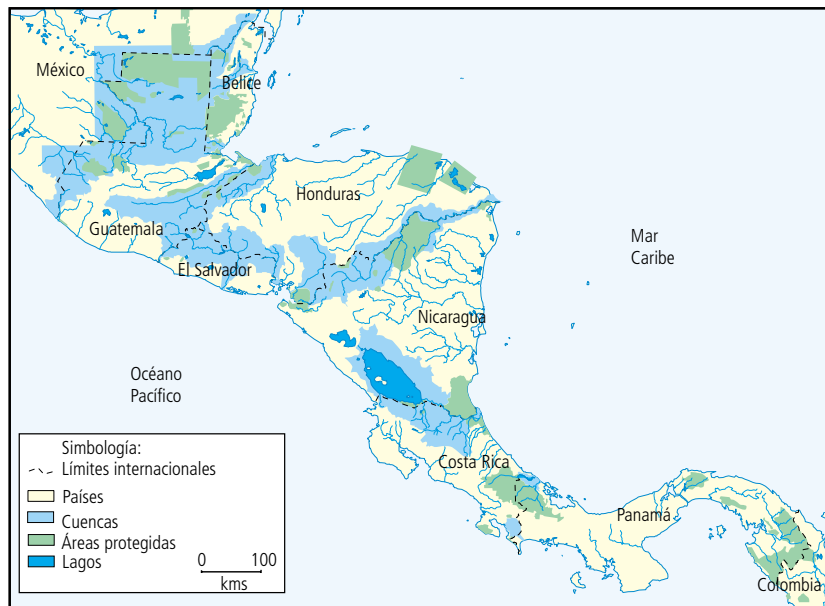 México
Belice
Honduras
Guatemala
El Salvador
Mar
Caribe
Nicaragua
Océano
Pacífico
Costa Rica
Panamá
Colombia
Simbología:
Límites internacionales
Países
Cuencas
Áreas protegidas
Lagos
0 100
kms